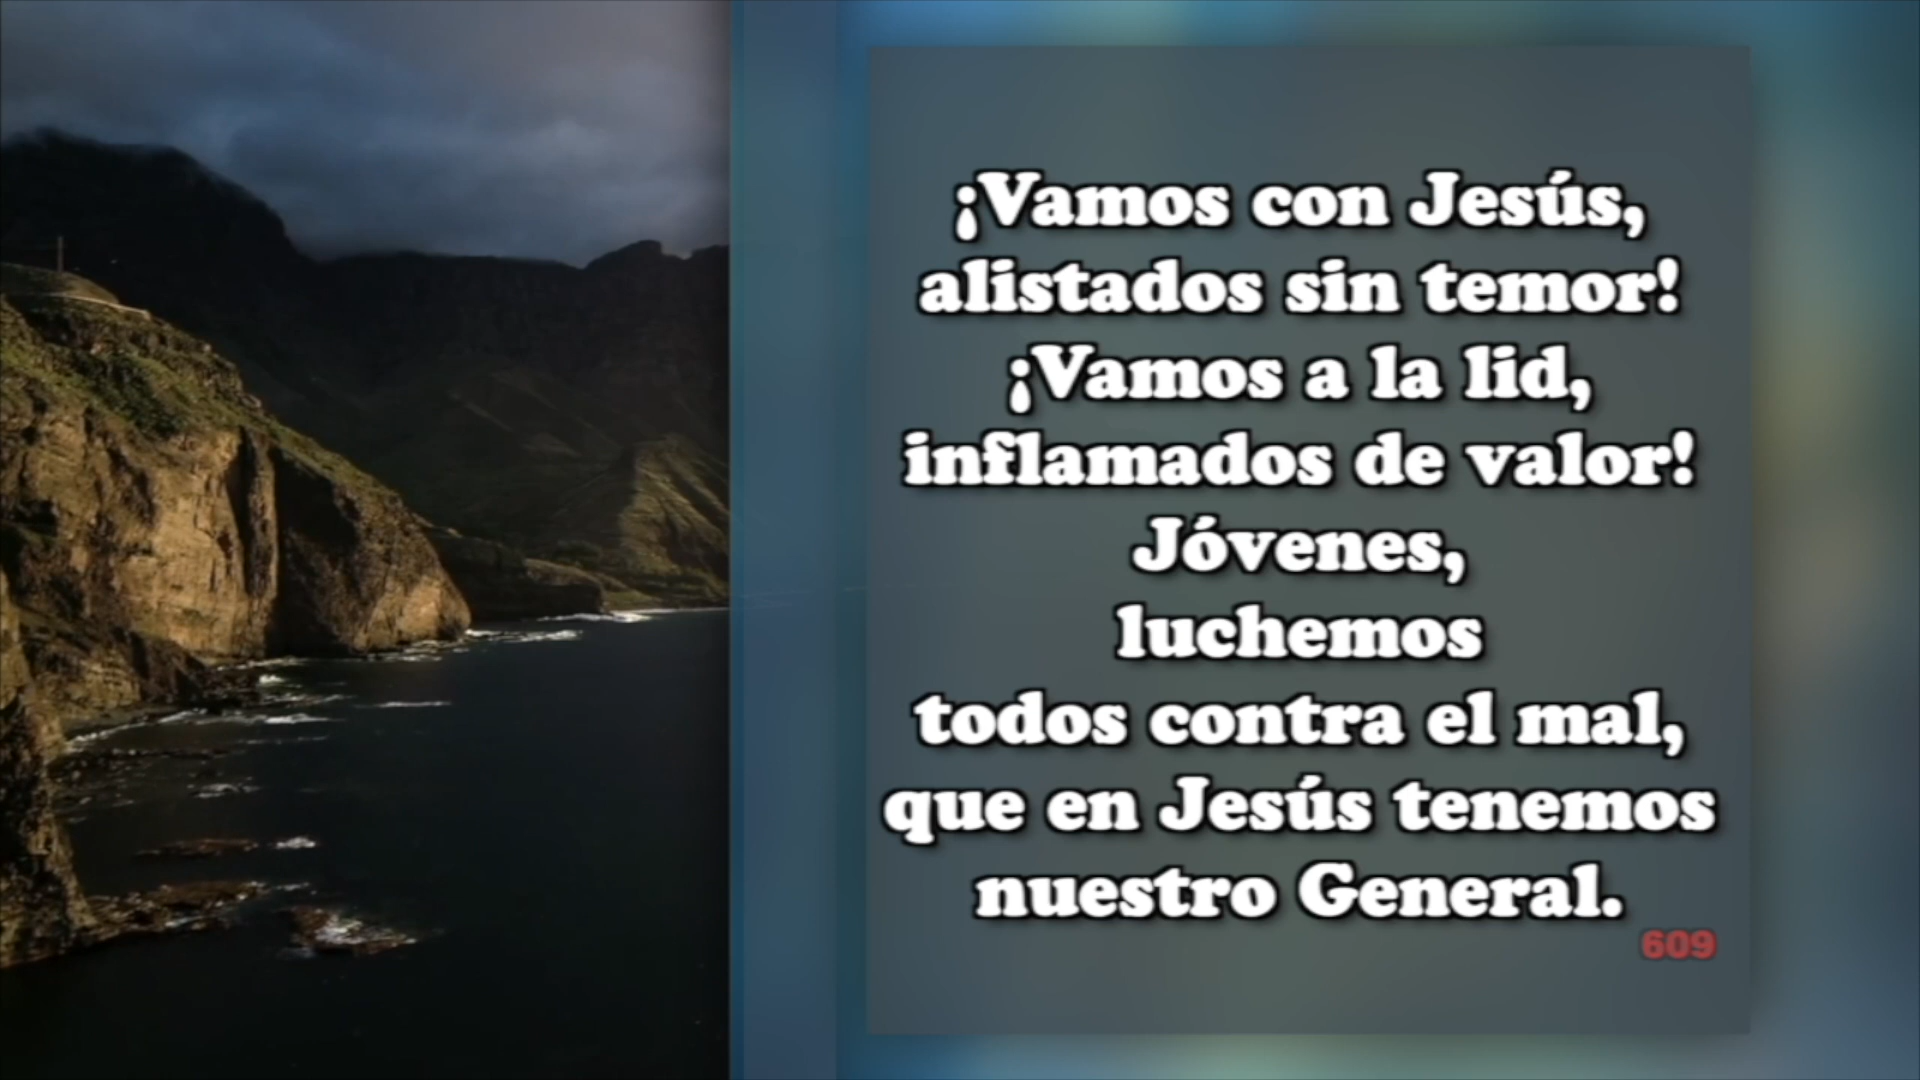 ¡Vamos con Jesús,
alistados sin temor!
¡Vamos a la lid,
inflamados de valor!
Jóvenes,
luchemos
todos contra el mal,
que en Jesús tenemos
nuestro General.
609